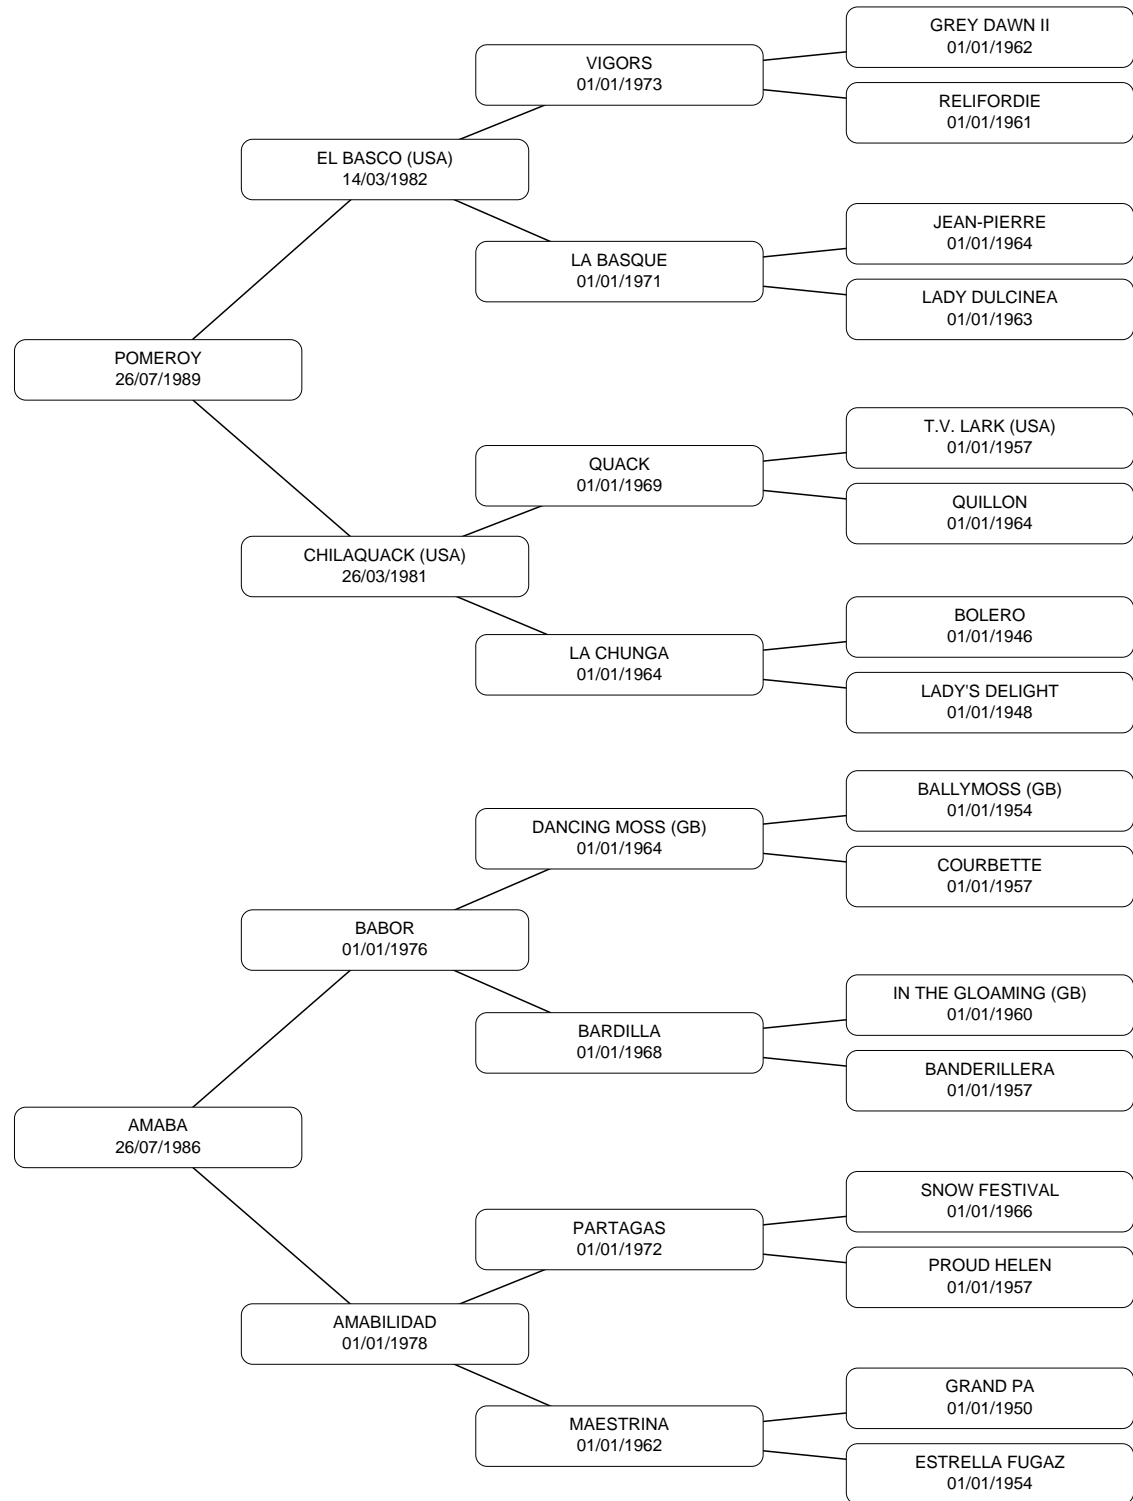 GREY DAWN II
01/01/1962
VIGORS
01/01/1973
RELIFORDIE
01/01/1961
EL BASCO (USA)
14/03/1982
JEAN-PIERRE
01/01/1964
LA BASQUE
01/01/1971
LADY DULCINEA
01/01/1963
POMEROY
26/07/1989
T.V. LARK (USA)
01/01/1957
QUACK
01/01/1969
QUILLON
01/01/1964
CHILAQUACK (USA)
26/03/1981
BOLERO
01/01/1946
LA CHUNGA
01/01/1964
LADY'S DELIGHT
01/01/1948
BALLYMOSS (GB)
01/01/1954
DANCING MOSS (GB)
01/01/1964
COURBETTE
01/01/1957
BABOR
01/01/1976
IN THE GLOAMING (GB)
01/01/1960
BARDILLA
01/01/1968
BANDERILLERA
01/01/1957
AMABA
26/07/1986
SNOW FESTIVAL
01/01/1966
PARTAGAS
01/01/1972
PROUD HELEN
01/01/1957
AMABILIDAD
01/01/1978
GRAND PA
01/01/1950
MAESTRINA
01/01/1962
ESTRELLA FUGAZ
01/01/1954